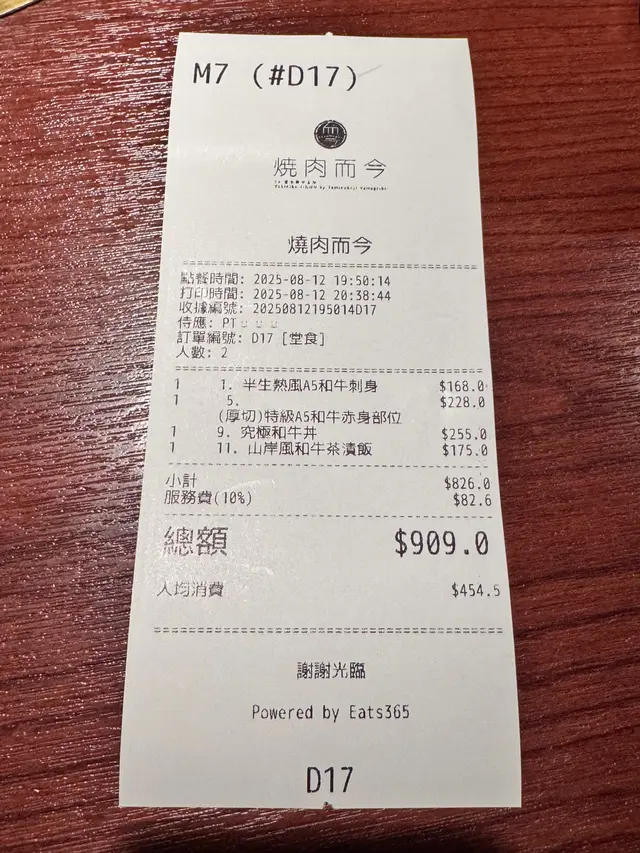 M7 (#D17)
燒肉而今
燒肉而今
點餐時間: 2025-08-12 19:50:14
打印時間: 2025-08-12 20:38:44
收據編號: 20250812195014D17
侍應: PT
訂單編號: D17 [堂食]
人數: 2
1 1. 半生熟風A5和牛刺身 $168.0
1 5. $228.0
(厚切)特級A5和牛赤身部位
1 9. 究極和牛丼 $255.0
1 11. 山岸風和牛茶漬飯 $175.0
小計 $826.0
服務費(10%) $82.6
總額 $909.0
人均消費 $454.5
謝謝光臨
Powered by Eats365
D17